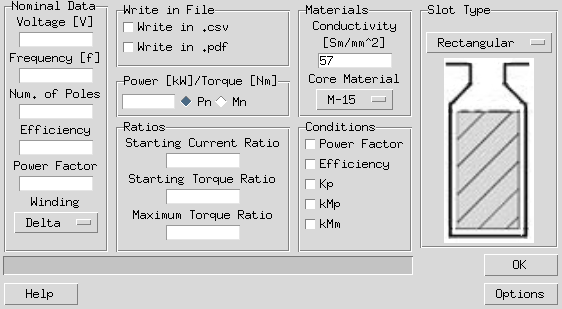 Nominal Data
Voltage [V]
Frequency [f]
Num. of Poles
Efficiency
Power Factor
Winding
Delta
Write in File
Write in .csv
Write in .pdf
Power [kW]/Torque [Nm]
Pn Mn
Ratios
Starting Current Ratio
Starting Torque Ratio
Maximum Torque Ratio
Materials
Conductivity
[Sm/mm^2]
57
Core Material
M-15
Conditions
Power Factor
Efficiency
Kp
kMp
kMm
Slot Type
Rectangular
OK
Help
Options